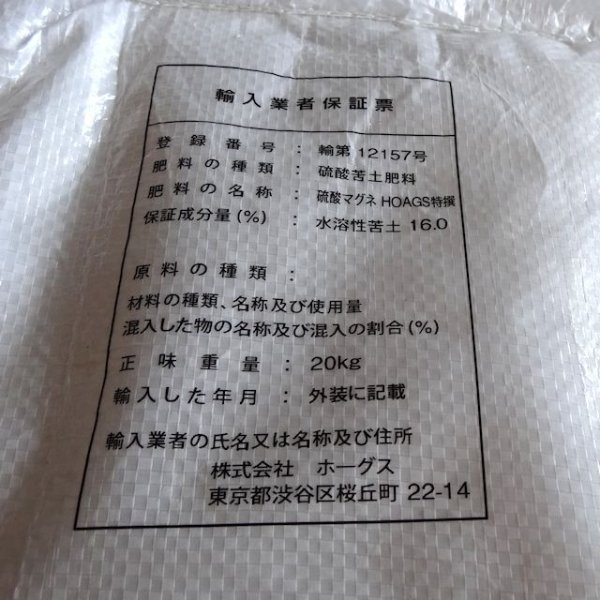 輸入業者保証票
登録番号 : 輸第12157号
肥料の種類 : 硫酸苦土肥料
肥料の名称 : 硫酸マグネ HOAGS特撰
保証成分量(%) : 水溶性苦土 16.0
原料の種類 :
材料の種類、名称及び使用量
混入した物の名称及び混入の割合(%)
正味重量 : 20kg
輸入した年月 : 外装に記載
輸入業者の氏名又は名称及び住所
株式会社 ホーグス
東京都渋谷区桜丘町 22-14